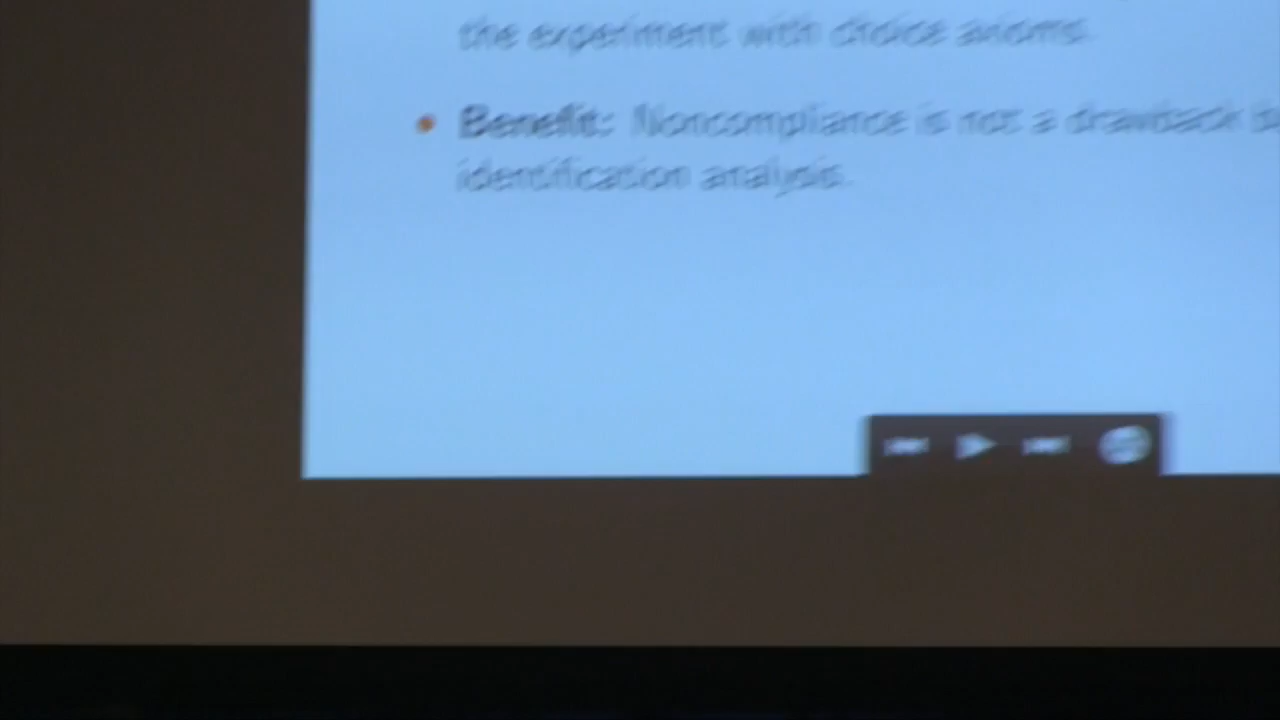 the experiment with choice axioms.
Benefit: Noncompliance is not a drawback
identification analysis.